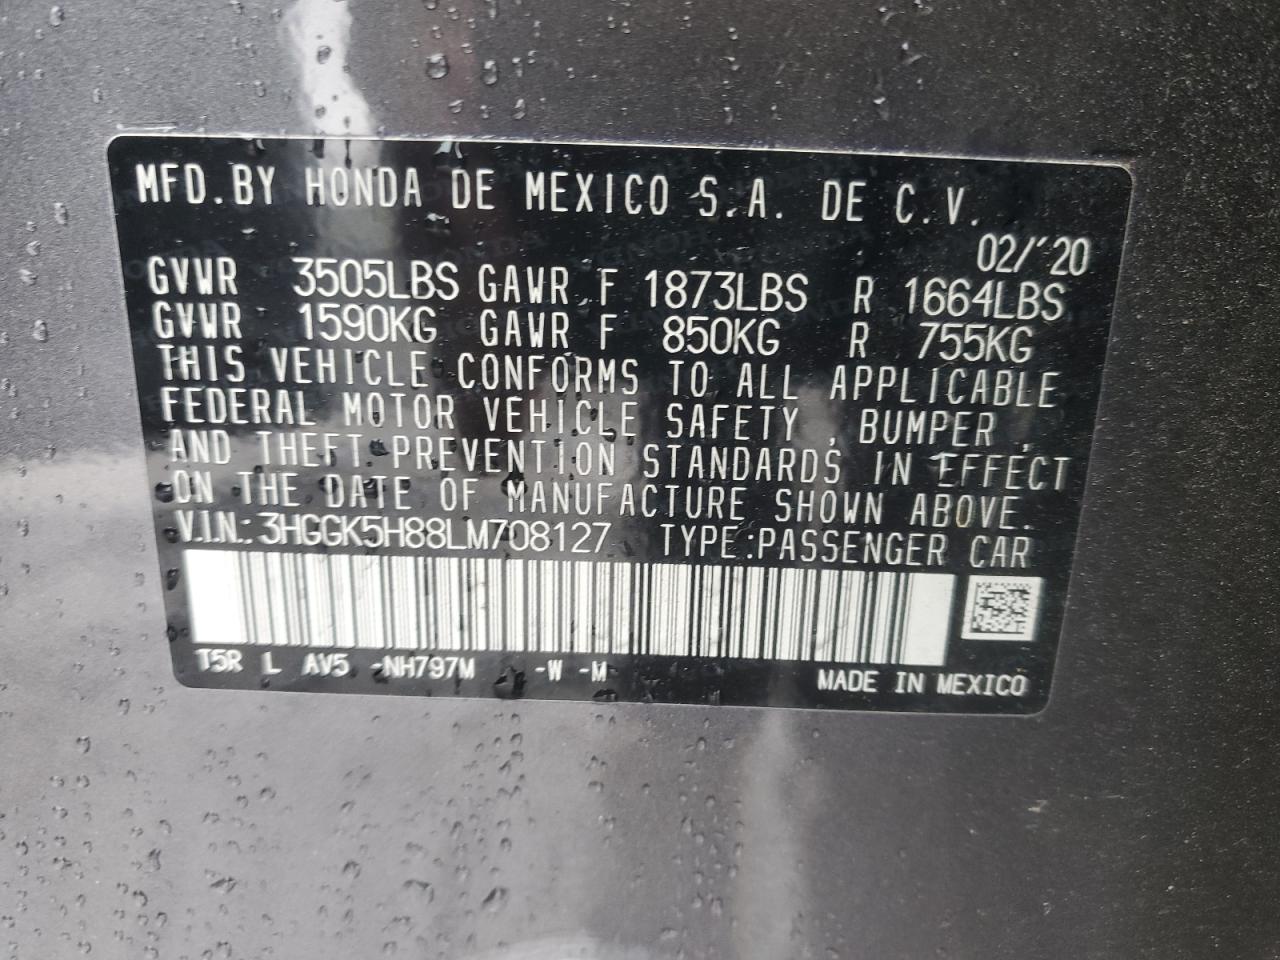 MFD.BY HONDA DE MEXICO S.A. DE C.V.
02/'20
GVWR 3505LBS GAWR F 1873LBS R 1664LBS
GVWR 1590KG GAWR F 850KG R 755KG
THIS VEHICLE CONFORMS TO ALL APPLICABLE
FEDERAL MOTOR VEHICLE SAFETY, BUMPER,
AND THEFT PREVENTION STANDARDS IN EFFECT
ON THE DATE OF MANUFACTURE SHOWN ABOVE.
V.I.N.: 3HGGK5H88LM708127 TYPE:PASSENGER CAR
T5R L AV5 -NH797M -W -M
MADE IN MEXICO